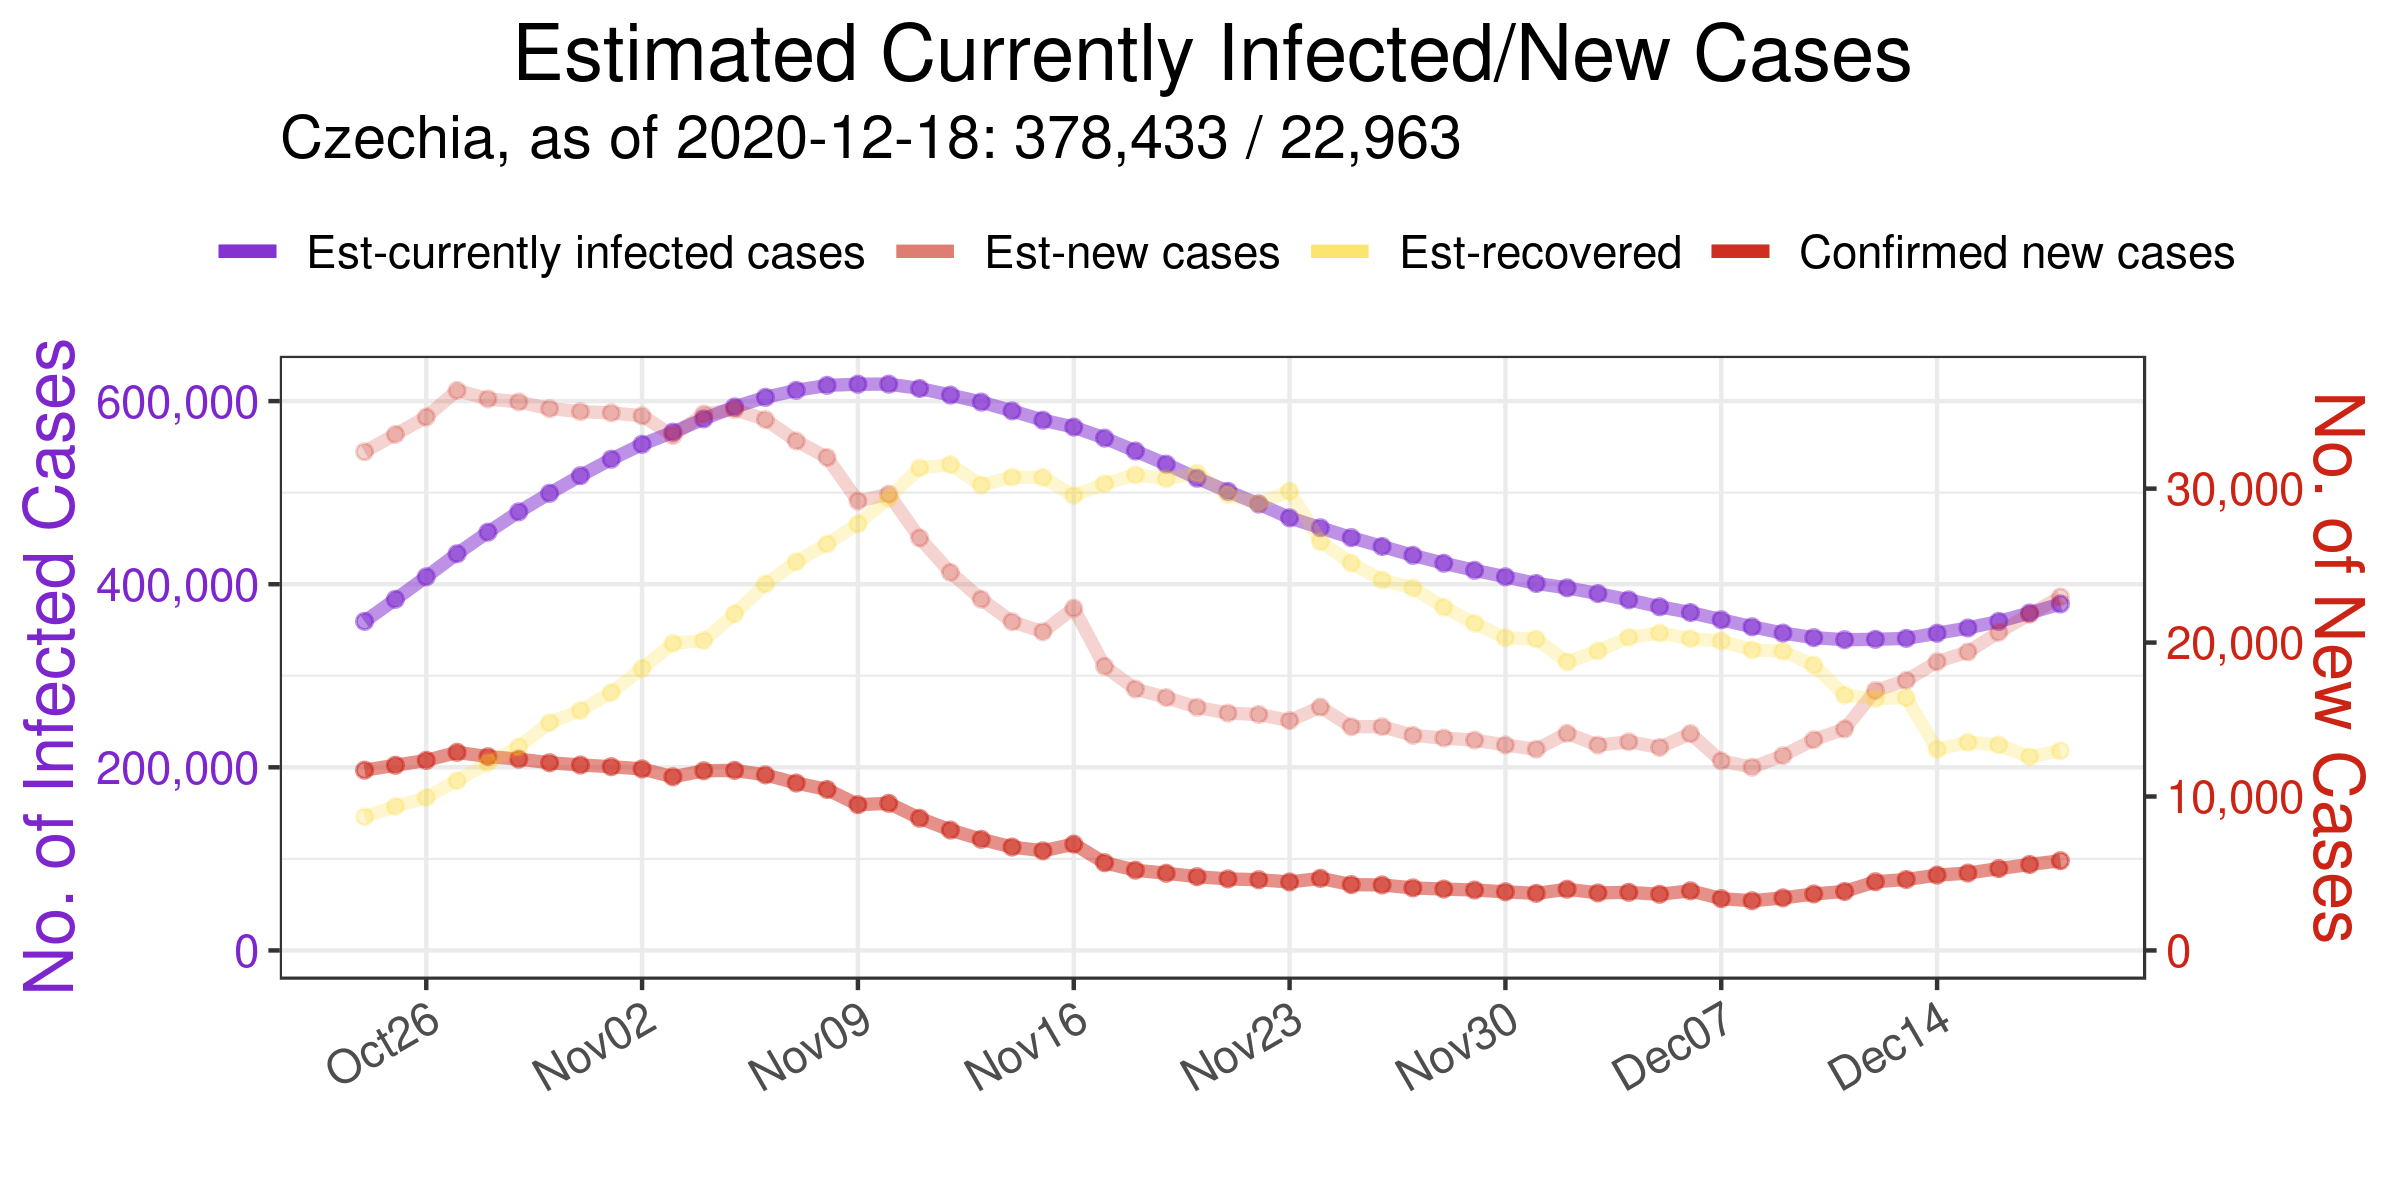 Estimated Currently Infected/New Cases
Czechia, as of 2020-12-18: 378,433 / 22,963
Est-currently infected cases Est-new cases Est-recovered Confirmed new cases
No. of Infected Cases
600,000
400,000
200,000
0
30,000
20,000
10,000
0
No. of New Cases
Oct26 Nov02 Nov09 Nov16 Nov23 Nov30 Dec07 Dec14